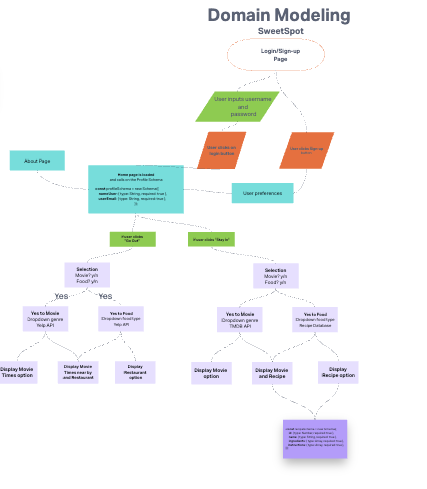 Domain Modeling
SweetSpot
Login/Sign-up
Page
User inputs username
and
password
User clicks on
login button
User clicks Sign-up
About Page
Home page is loaded
and calls on the Profile Schema
const profileSchema = new Schema({
userName: { type: String, required: true },
userEmail: { type: String, required: true },
});
User preferences
If user clicks
"Go Out"
If user clicks "Stay In"
Selection
Movie? y/n
Food? y/n
Selection
Movie? y/n
Food? y/n
Yes
Yes
Yes to Movie
Dropdown genre
Yelp API
Yes to Food
Dropdown food type
Yelp API
Yes to Movie
Dropdown genre
TMDB API
Yes to Food
Dropdown food type
Recipe Database
Display Movie
Times option
Display Movie
Times near by
and Restaurant
Display
Restaurant
option
Display Movie
option
Display Movie
and Recipe
Display
Recipe option